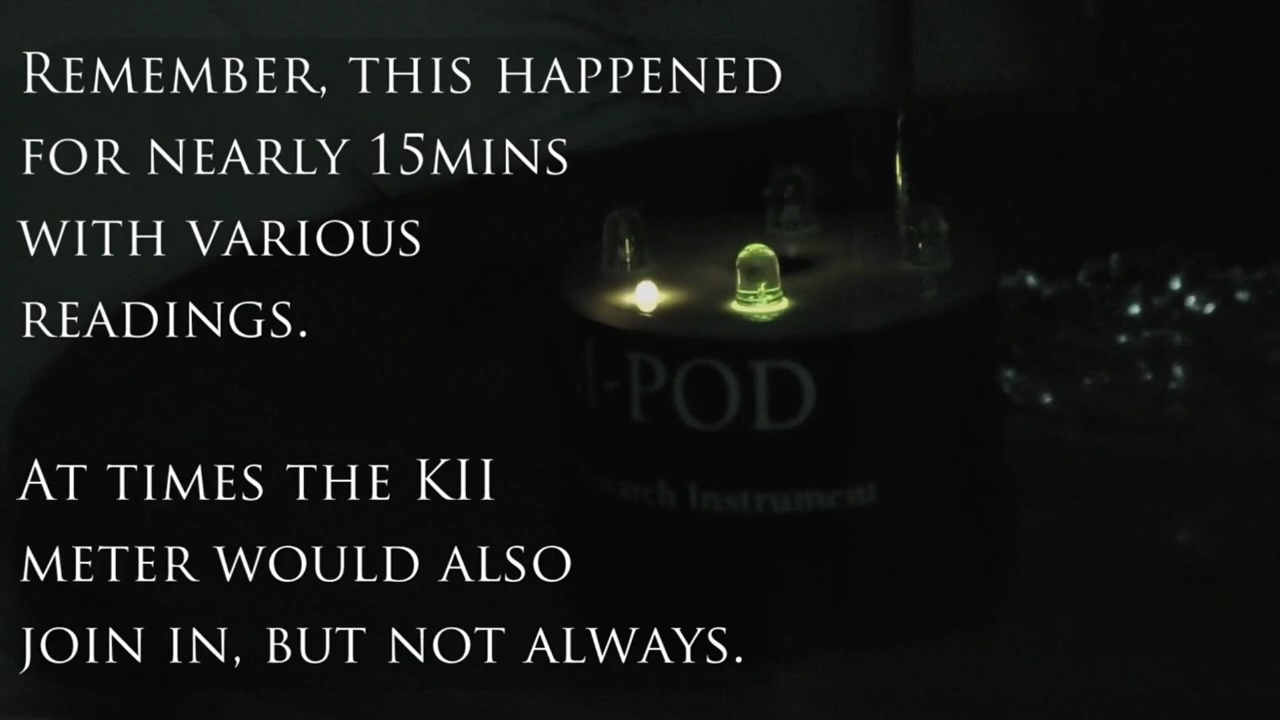 REMEMBER, THIS HAPPENED
FOR NEARLY 15MINS
WITH VARIOUS
READINGS.
AT TIMES THE KII
METER WOULD ALSO
JOIN IN, BUT NOT ALWAYS.
-POD
Instrument